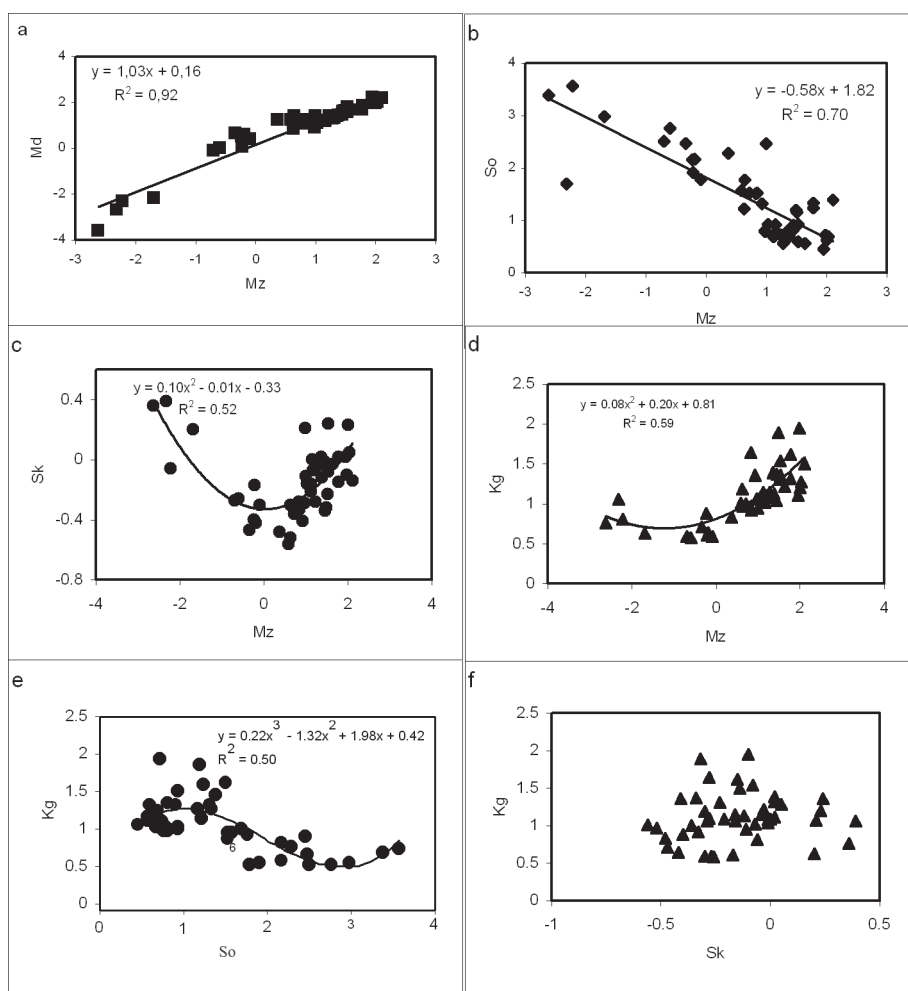 a
y = 1,03x + 0,16
R² = 0,92
4
2
0
-2
-4
Md
-3 -2 -1 0 1 2 3
Mz
b
y = -0.58x + 1.82
R² = 0.70
4
3
2
1
0
So
-3 -2 -1 0 1 2 3
Mz
c
y = 0.10x² - 0.01x - 0.33
R² = 0.52
0.4
0
-0.4
-0.8
Sk
-4 -2 0 2 4
Mz
d
y = 0.08x² + 0.20x + 0.81
R² = 0.59
2.5
2
1.5
1
0.5
0
Kg
-4 -2 0 2 4
Mz
e
y = 0.22x³ - 1.32x² + 1.98x + 0.42
R² = 0.50
2.5
2
1.5
1
0.5
0
Kg
6
0 1 2 3 4
So
f
2.5
2
1.5
1
0.5
0
Kg
-1 -0.5 0 0.5
Sk